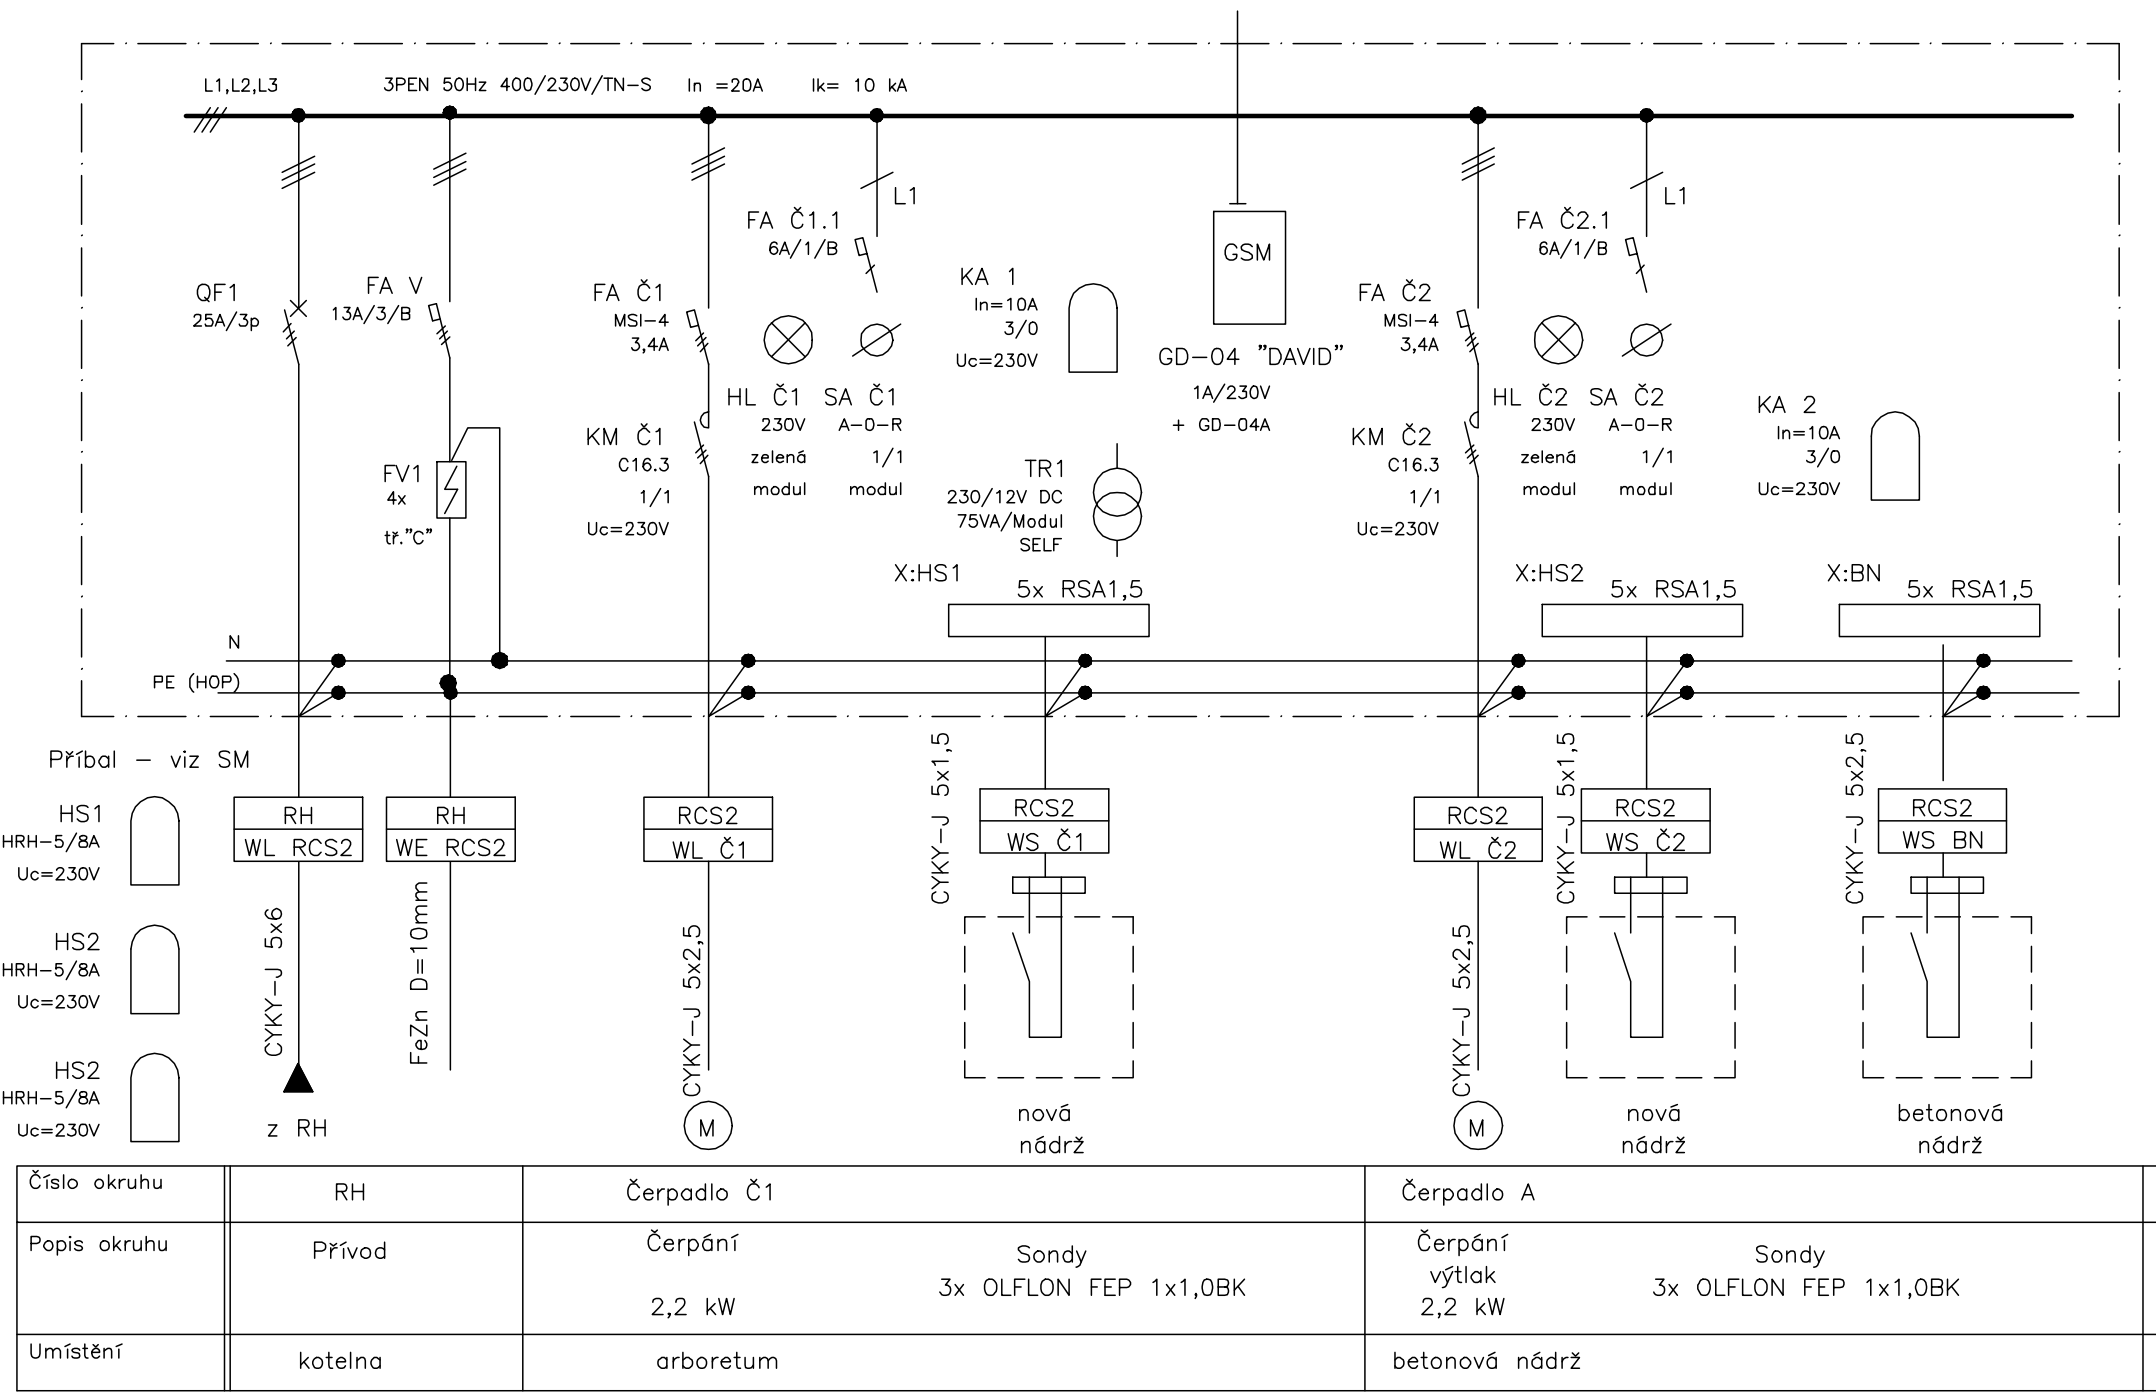 L1,L2,L3
3PEN 50Hz 400/230V/TN-S In =20A Ik= 10 kA
QF1
25A/3p
FA V
13A/3/B
FV1
4x
tř."C"
FA Č1
MSI-4
3,4A
KM Č1
C16.3
1/1
Uc=230V
L1
FA Č1.1
6A/1/B
HL Č1
230V
zelená
modul
SA Č1
A-0-R
1/1
modul
KA 1
In=10A
3/0
Uc=230V
TR1
230/12V DC
75VA/Modul
SELF
GSM
GD-04 "DAVID"
1A/230V
+ GD-04A
FA Č2
MSI-4
3,4A
KM Č2
C16.3
1/1
Uc=230V
L1
FA Č2.1
6A/1/B
HL Č2
230V
zelená
modul
SA Č2
A-0-R
1/1
modul
KA 2
In=10A
3/0
Uc=230V
X:HS1
5x RSA1,5
X:HS2
5x RSA1,5
X:BN
5x RSA1,5
N
PE (HOP)
Příbal - viz SM
HS1
HRH-5/8A
Uc=230V
HS2
HRH-5/8A
Uc=230V
HS2
HRH-5/8A
Uc=230V
RH
WL RCS2
CYKY-J 5x6
z RH
RH
WE RCS2
FeZn D=10mm
RCS2
WL Č1
CYKY-J 5x2,5
M
CYKY-J 5x1,5
RCS2
WS Č1
nová
nádrž
RCS2
WL Č2
CYKY-J 5x2,5
M
CYKY-J 5x1,5
RCS2
WS Č2
nová
nádrž
CYKY-J 5x2,5
RCS2
WS BN
betonová
nádrž
Číslo okruhu
RH
Čerpadlo Č1
Čerpadlo A
Popis okruhu
Přívod
Čerpání
2,2 kW
Sondy
3x OLFLON FEP 1x1,0BK
Čerpání
výtlak
2,2 kW
Sondy
3x OLFLON FEP 1x1,0BK
Umístění
kotelna
arboretum
betonová nádrž